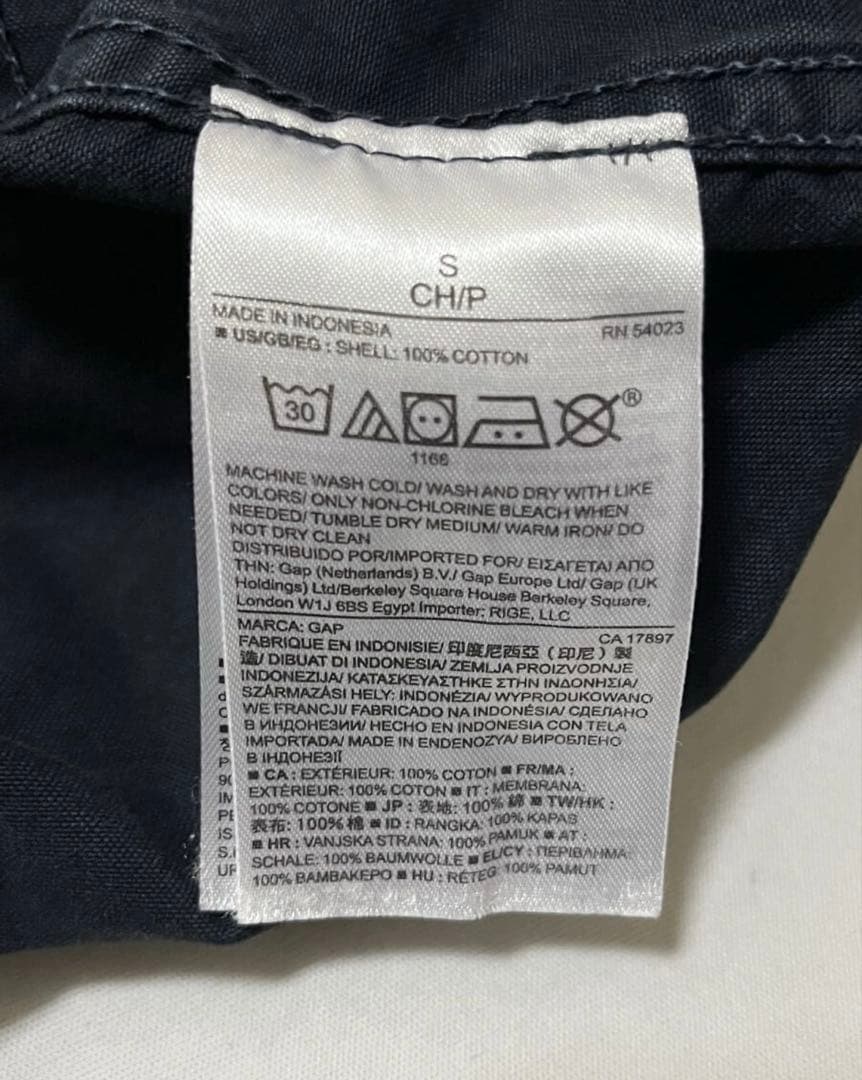 S
CH/P
MADE IN INDONESIA RN 54023
■ US/GB/EG : SHELL: 100% COTTON
30 ®
1166
MACHINE WASH COLD/ WASH AND DRY WITH LIKE
COLORS/ ONLY NON-CHLORINE BLEACH WHEN
NEEDED/ TUMBLE DRY MEDIUM/ WARM IRON/ DO
NOT DRY CLEAN
DISTRIBUIDO POR/IMPORTED FOR/ ΕΙΣΑΓΕΤΑΙ ΑΠΟ
ΤΗΝ: Gap (Netherlands) B.V./ Gap Europe Ltd/ Gap (UK
Holdings) Ltd/Berkeley Square House Berkeley Square,
London W1J 6BS Egypt Importer: RIGE, LLC
MARCA: GAP CA 17897
FABRIQUE EN INDONISIE/ 印度尼西亞 (印尼) 製
造/ DIBUAT DI INDONESIA/ ZEMLJA PROIZVODNJE
INDONEZIJA/ ΚΑΤΑΣΚΕΥΑΣΤΗΚΕ ΣΤΗΝ ΙΝΔΟΝΗΣΙΑ/
SZÁRMAZÁSI HELY: INDONÉZIA/ WYPRODUKOWANO
WE FRANCJI/ FABRICADO NA INDONÉSIA/ СДЕЛАНО
В ИНДОНЕЗИИ/ HECHO EN INDONESIA CON TELA
IMPORTADA/ MADE IN ENDENOZYA/ ВИРОБЛЕНО
В ІНДОНЕЗІЇ
■ CA : EXTÉRIEUR: 100% COTON ■ FR/MA :
EXTÉRIEUR: 100% COTON ■ IT : MEMBRANA:
100% COTONE ■ JP : 表地: 100% 綿 ■ TW/HK :
表布: 100% 棉 ■ ID : RANGKA: 100% KAPAS
■ HR : VANJSKA STRANA: 100% PAMUK ■ AT :
SCHALE: 100% BAUMWOLLE ■ EL/CY : ΠΕΡΙΒΛΗΜΑ:
100% ΒΑΜΒΑΚΕΡΟ ■ HU : RÉTEG: 100% PAMUT